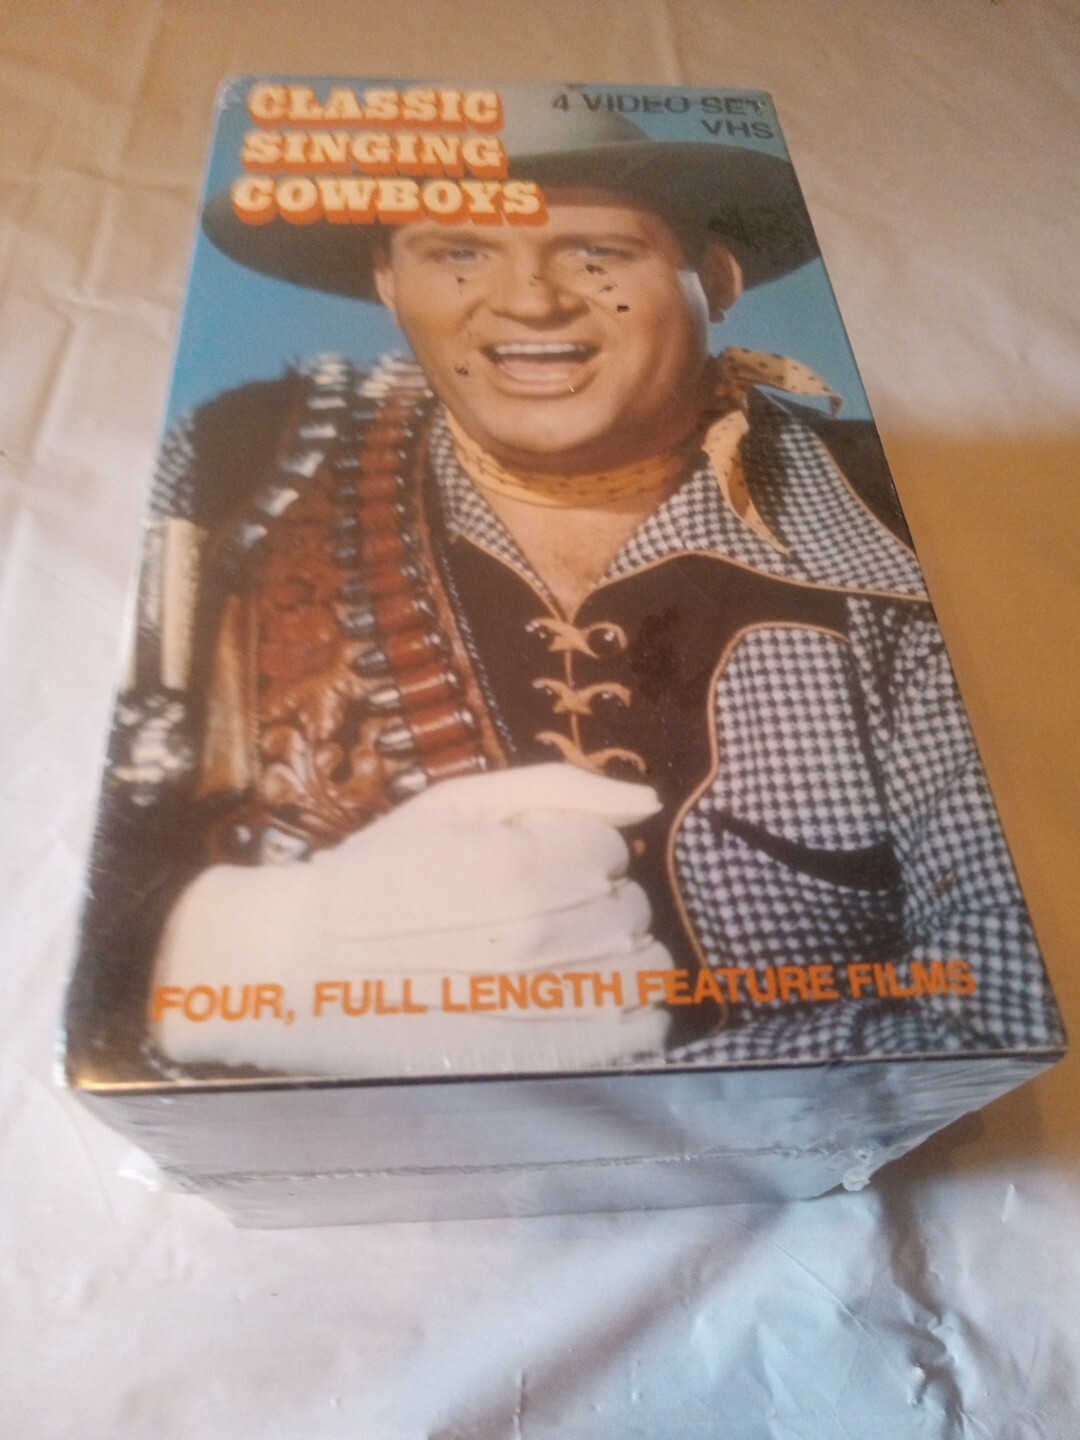 CLASSIC
SINGING
COWBOYS
4 VIDEO SET
VHS
FOUR, FULL LENGTH FEATURE FILMS